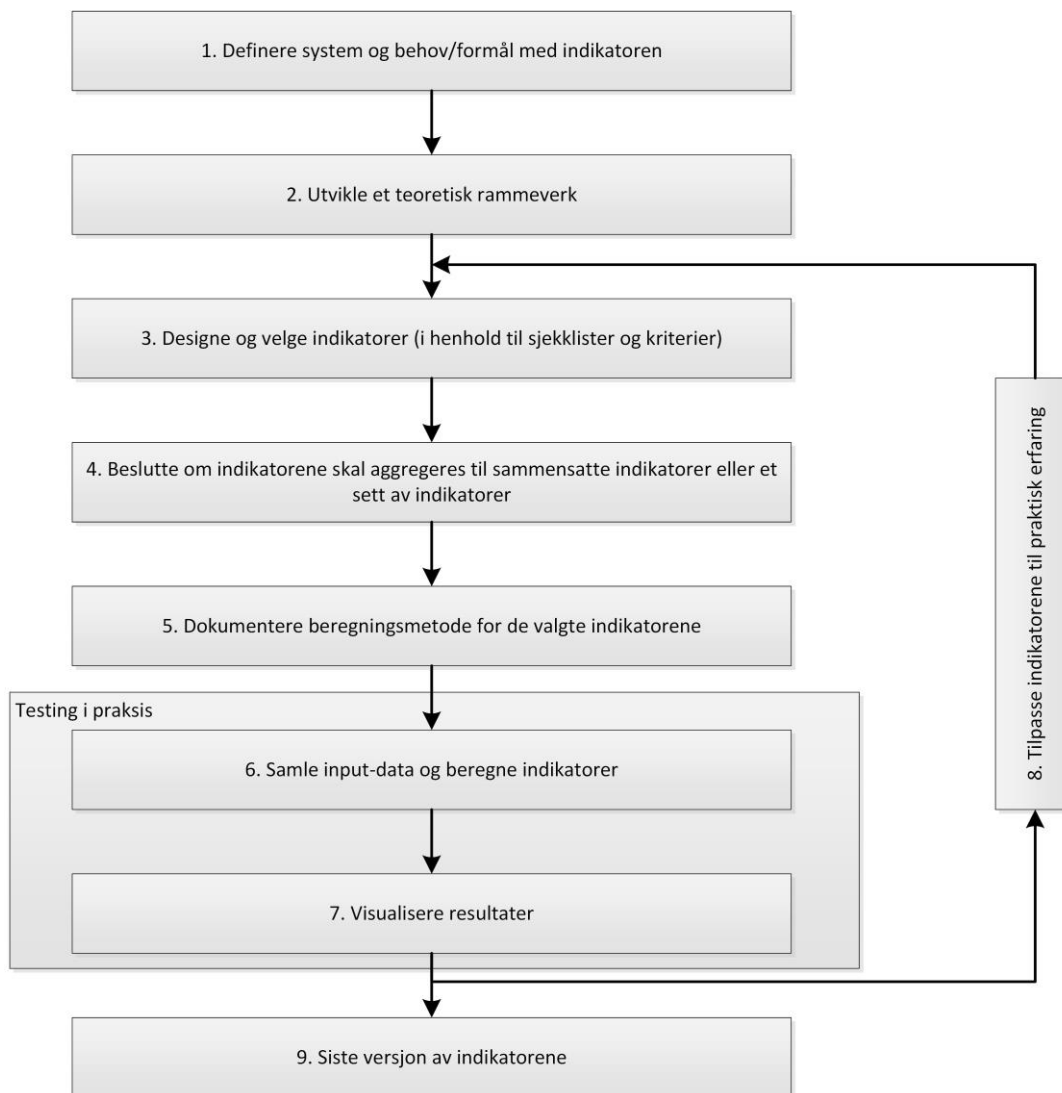 1. Definere system og behov/formål med indikatoren
2. Utvikle et teoretisk rammeverk
3. Designe og velge indikatorer (i henhold til sjekklister og kriterier)
4. Beslutte om indikatorene skal aggregeres til sammensatte indikatorer eller et
sett av indikatorer
5. Dokumentere beregningsmetode for de valgte indikatorene
Testing i praksis
6. Samle input-data og beregne indikatorer
7. Visualisere resultater
8. Tilpasse indikatorene til praktisk erfaring
9. Siste versjon av indikatorene